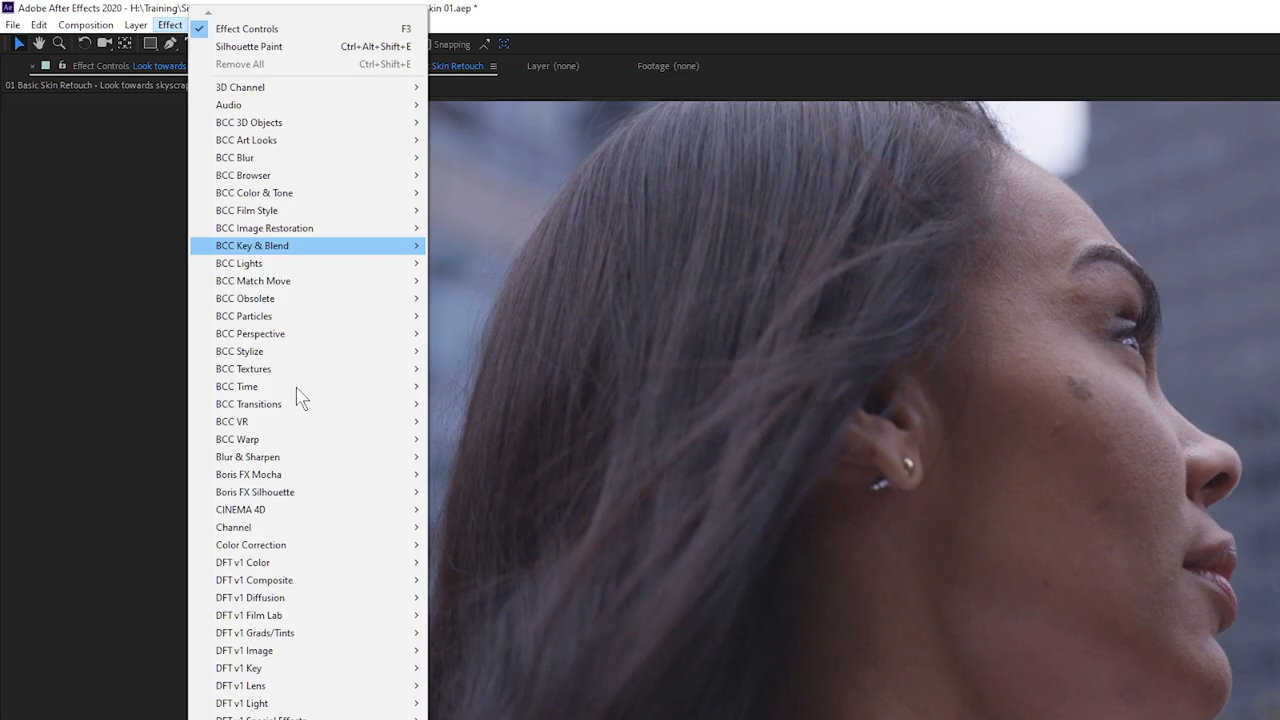 Adobe After Effects 2020 - H:\Training\Si
kin 01.aep *
File Edit Composition Layer Effect
Snapping
Effect Controls Look towards
Skin Retouch
Layer (none)
Footage (none)
01 Basic Skin Retouch • Look towards skyscrap
Effect Controls F3
Silhouette Paint Ctrl+Alt+Shift+E
Remove All Ctrl+Shift+E
3D Channel
Audio
BCC 3D Objects
BCC Art Looks
BCC Blur
BCC Browser
BCC Color & Tone
BCC Film Style
BCC Image Restoration
BCC Key & Blend
BCC Lights
BCC Match Move
BCC Obsolete
BCC Particles
BCC Perspective
BCC Stylize
BCC Textures
BCC Time
BCC Transitions
BCC VR
BCC Warp
Blur & Sharpen
Boris FX Mocha
Boris FX Silhouette
CINEMA 4D
Channel
Color Correction
DFT v1 Color
DFT v1 Composite
DFT v1 Diffusion
DFT v1 Film Lab
DFT v1 Grads/Tints
DFT v1 Image
DFT v1 Key
DFT v1 Lens
DFT v1 Light